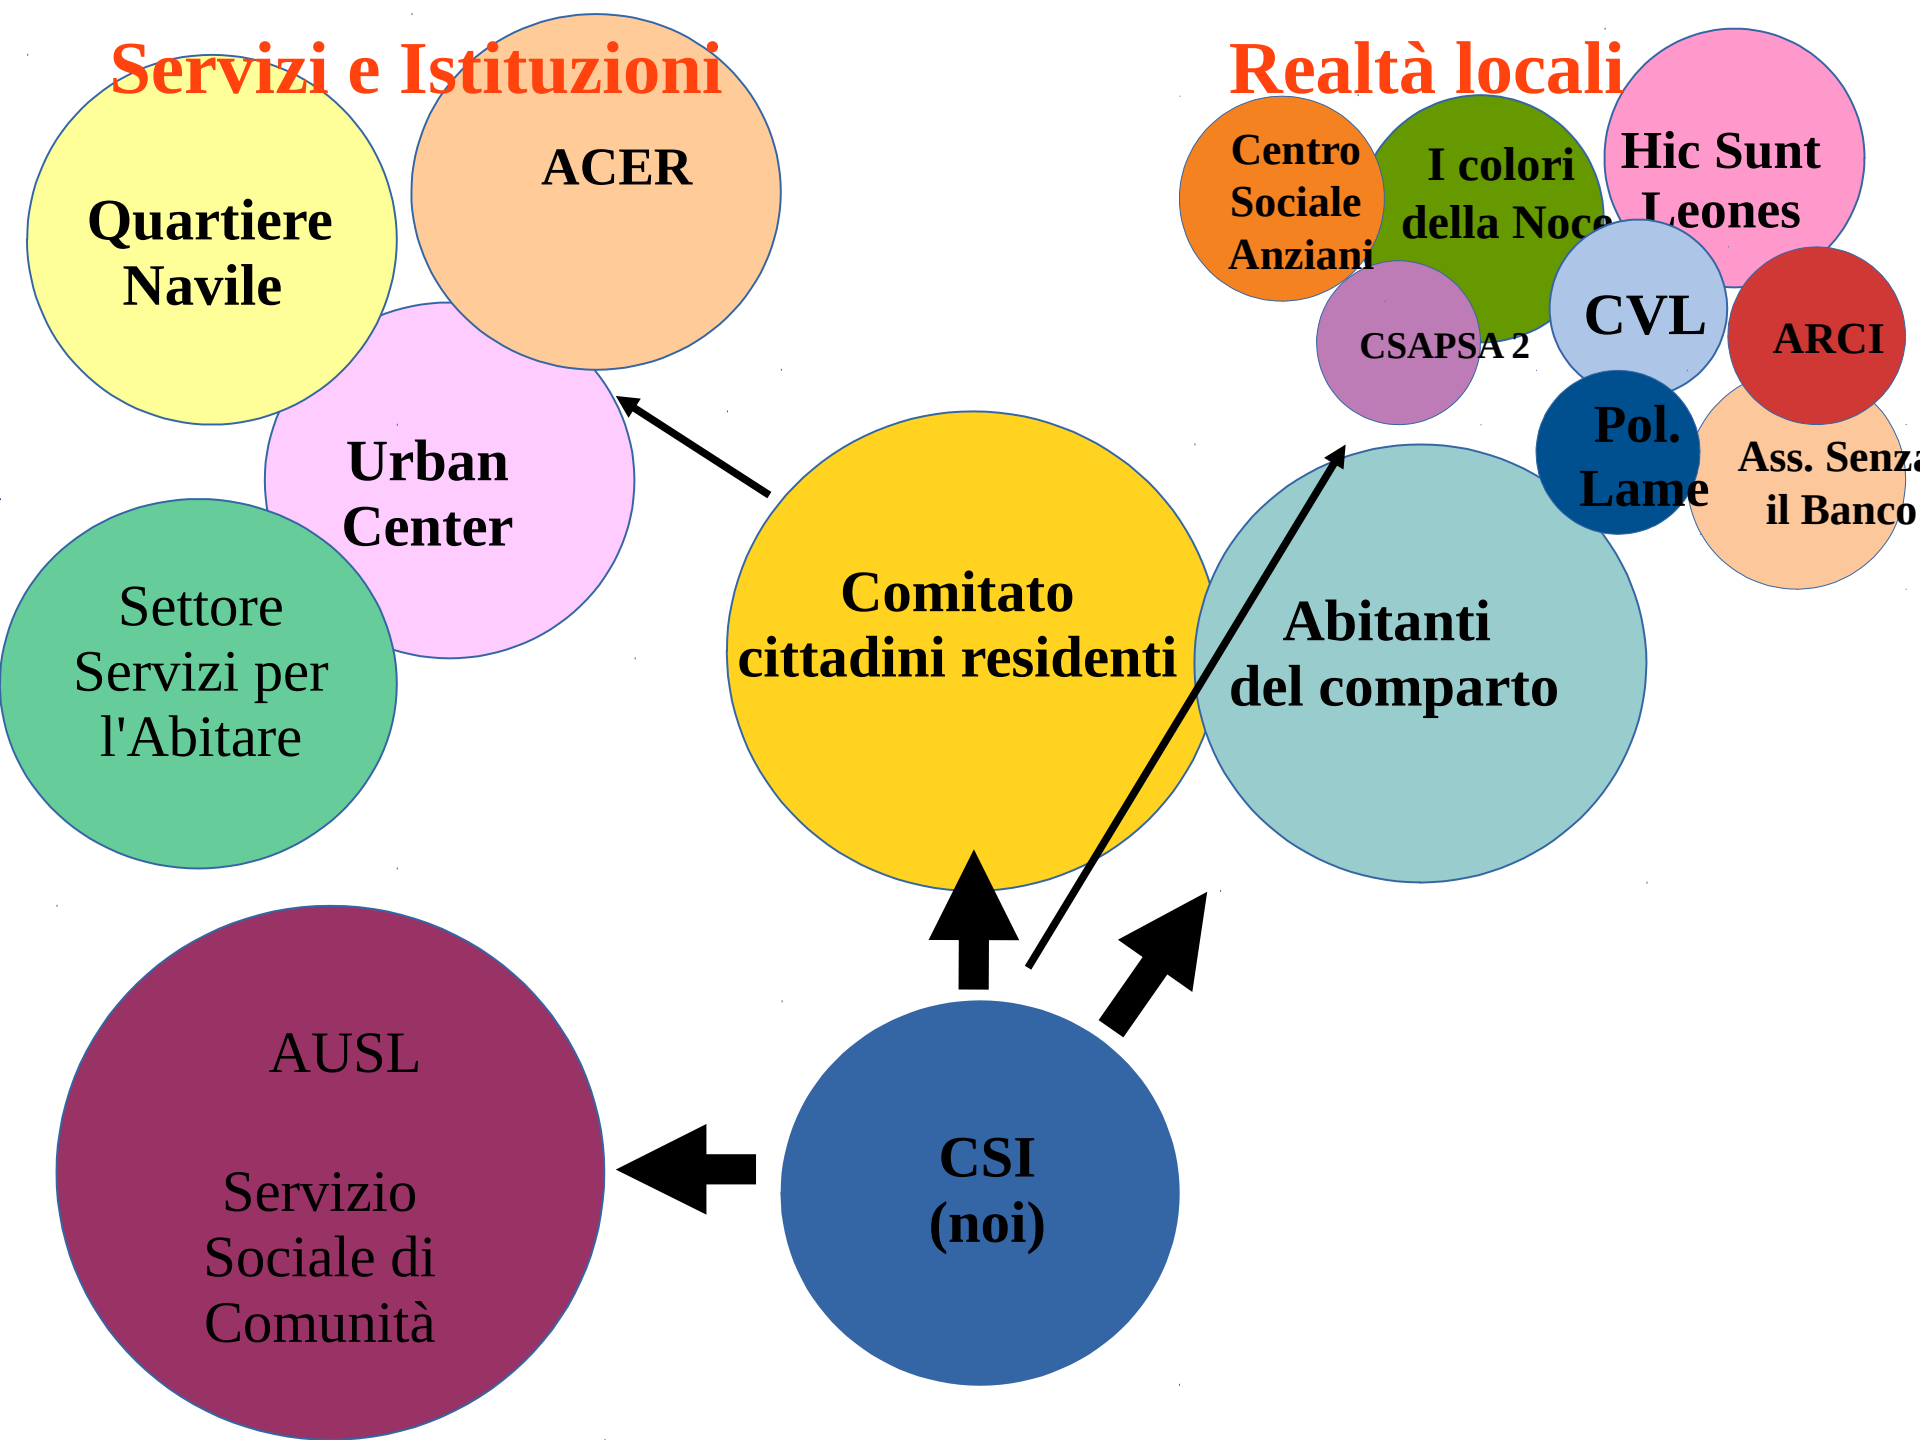 Servizi e Istituzioni
Realtà locali
ACER
Quartiere
Navile
Urban
Center
Settore
Servizi per
l'Abitare
Centro
Sociale
Anziani
I colori
della Noce
Hic Sunt
Leones
CSAPSA 2
CVL
ARCI
Pol.
Lame
Ass. Senza
il Banco
Comitato
cittadini residenti
Abitanti
del comparto
AUSL
Servizio
Sociale di
Comunità
CSI
(noi)